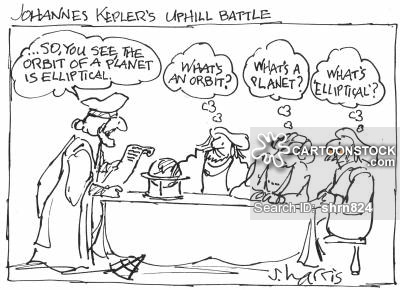 JOHANNES KEPLER'S UPHILL BATTLE
...SO, YOU SEE THE
ORBIT OF A PLANET
IS ELLIPTICAL.
WHAT'S
AN ORBIT?
WHAT'S A
PLANET?
WHAT'S
ELLIPTICAL?
CARTOONSTOCK
.com
Search ID: shrn824
S. Harris